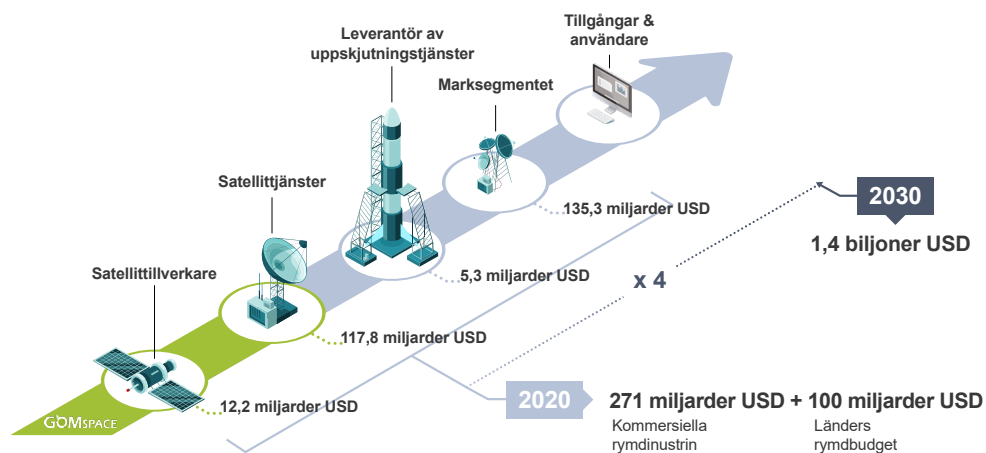 Tillgångar &
användare
Leverantör av
uppskjutningstjänster
Marksegmentet
Satellittjänster
135,3 miljarder USD
2030
1,4 biljoner USD
Satellittillverkare
5,3 miljarder USD
x 4
117,8 miljarder USD
12,2 miljarder USD
GOMSPACE
2020
271 miljarder USD + 100 miljarder USD
Kommersiella
rymdinustrin
Länders
rymdbudget